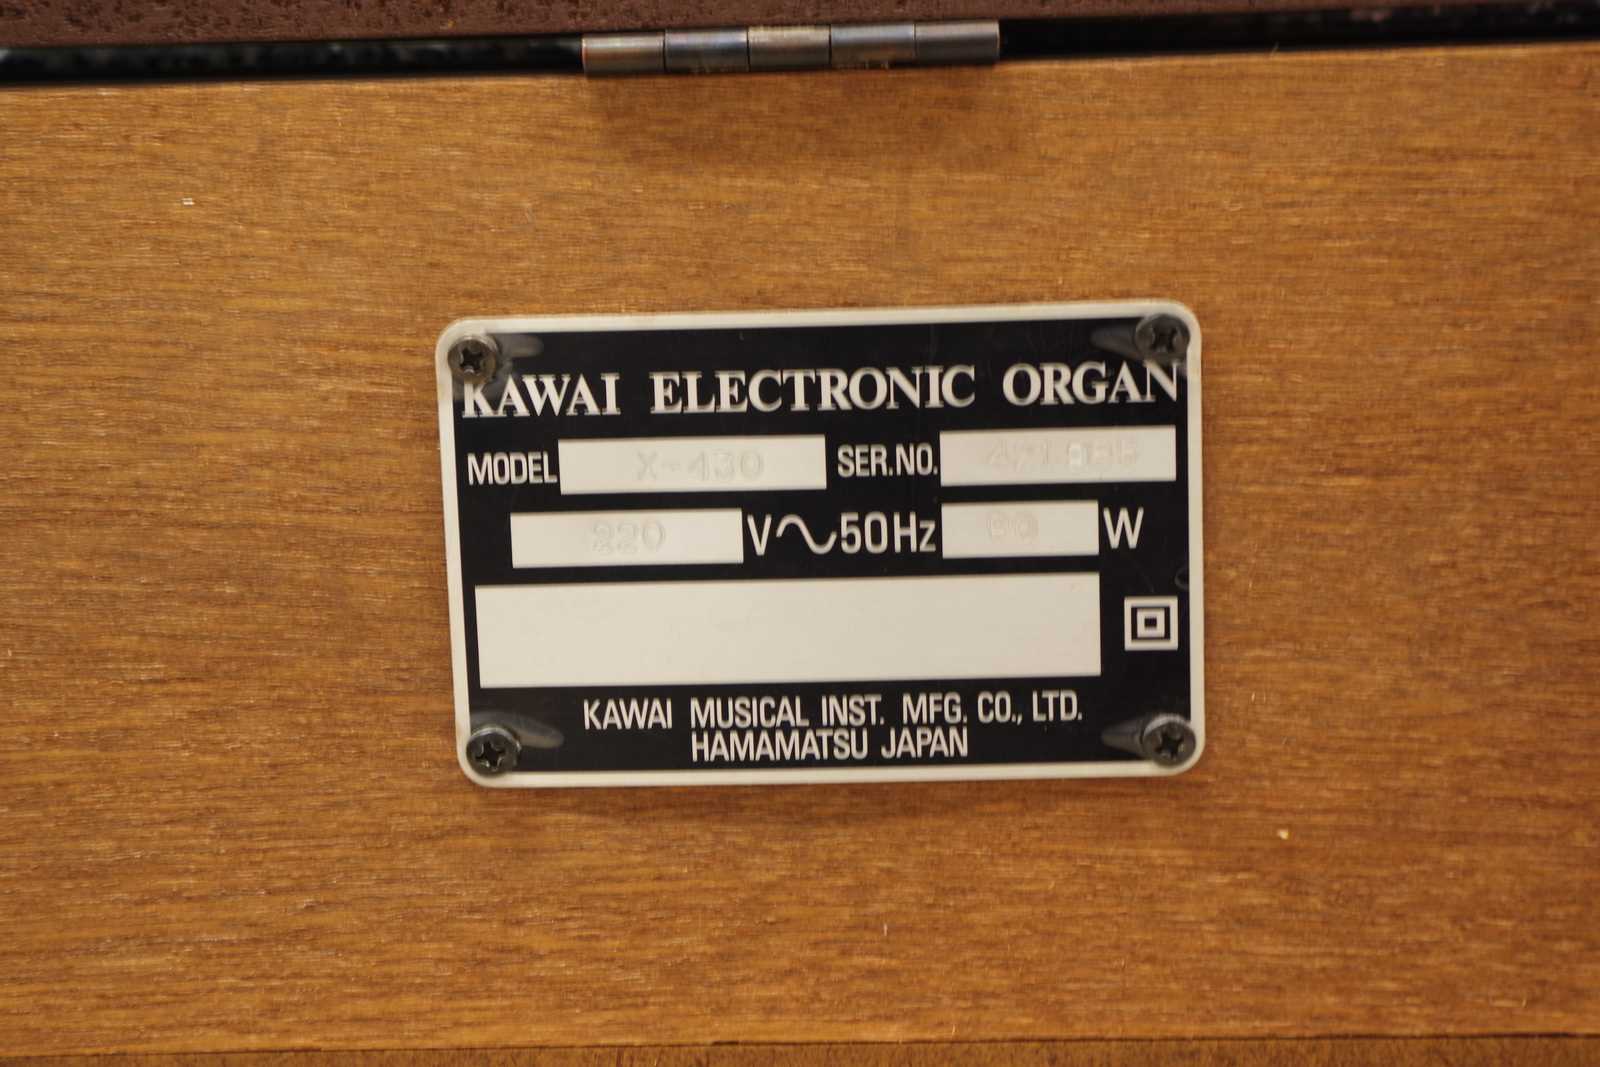 KAWAI ELECTRONIC ORGAN
MODEL X-430 SER.NO.
220 V~50Hz W
KAWAI MUSICAL INST. MFG. CO., LTD.
HAMAMATSU JAPAN